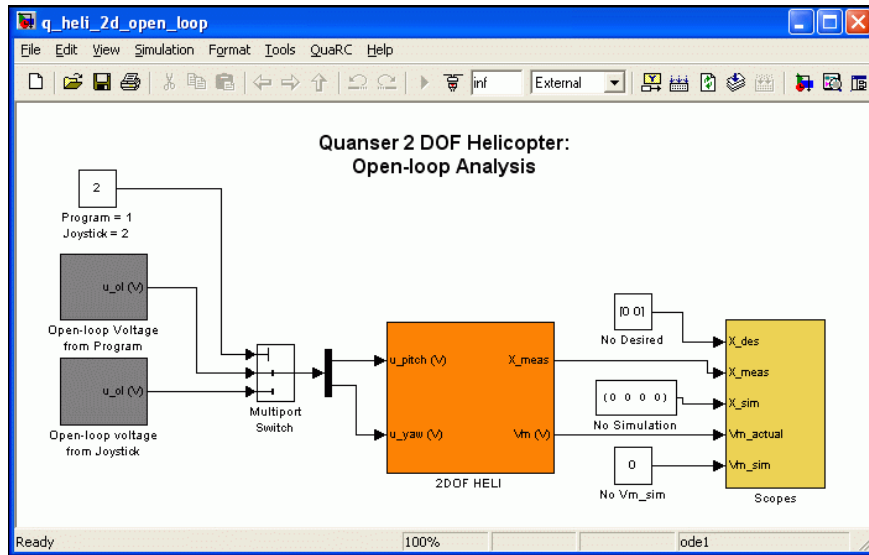 q_heli_2d_open_loop
File Edit View Simulation Format Tools QuaRC Help
inf External
Quanser 2 DOF Helicopter:
Open-loop Analysis
2
Program = 1
Joystick = 2
u_ol (V)
Open-loop Voltage
from Program
u_ol (V)
Open-loop voltage
from Joystick
Multiport
Switch
u_pitch (V)
X_meas
u_yaw (V)
Vm (V)
2DOF HELI
[0 0]
No Desired
(0 0 0 0)
No Simulation
0
No Vm_sim
X_des
X_meas
X_sim
Vm_actual
Vm_sim
Scopes
Ready 100% ode1